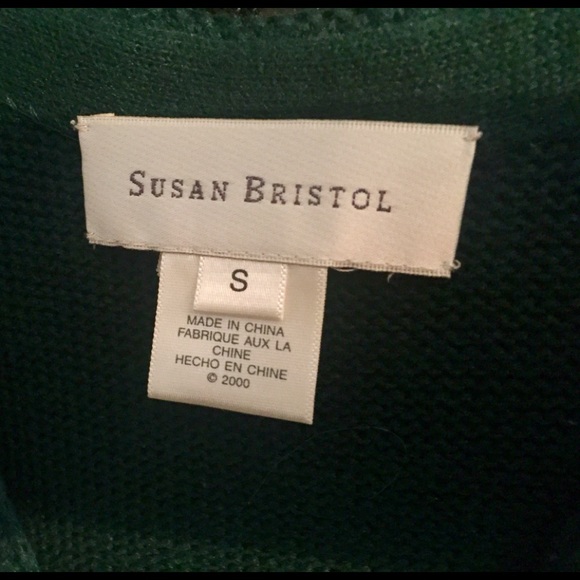 SUSAN BRISTOL
S
MADE IN CHINA
FABRIQUE AUX LA
CHINE
HECHO EN CHINE
© 2000